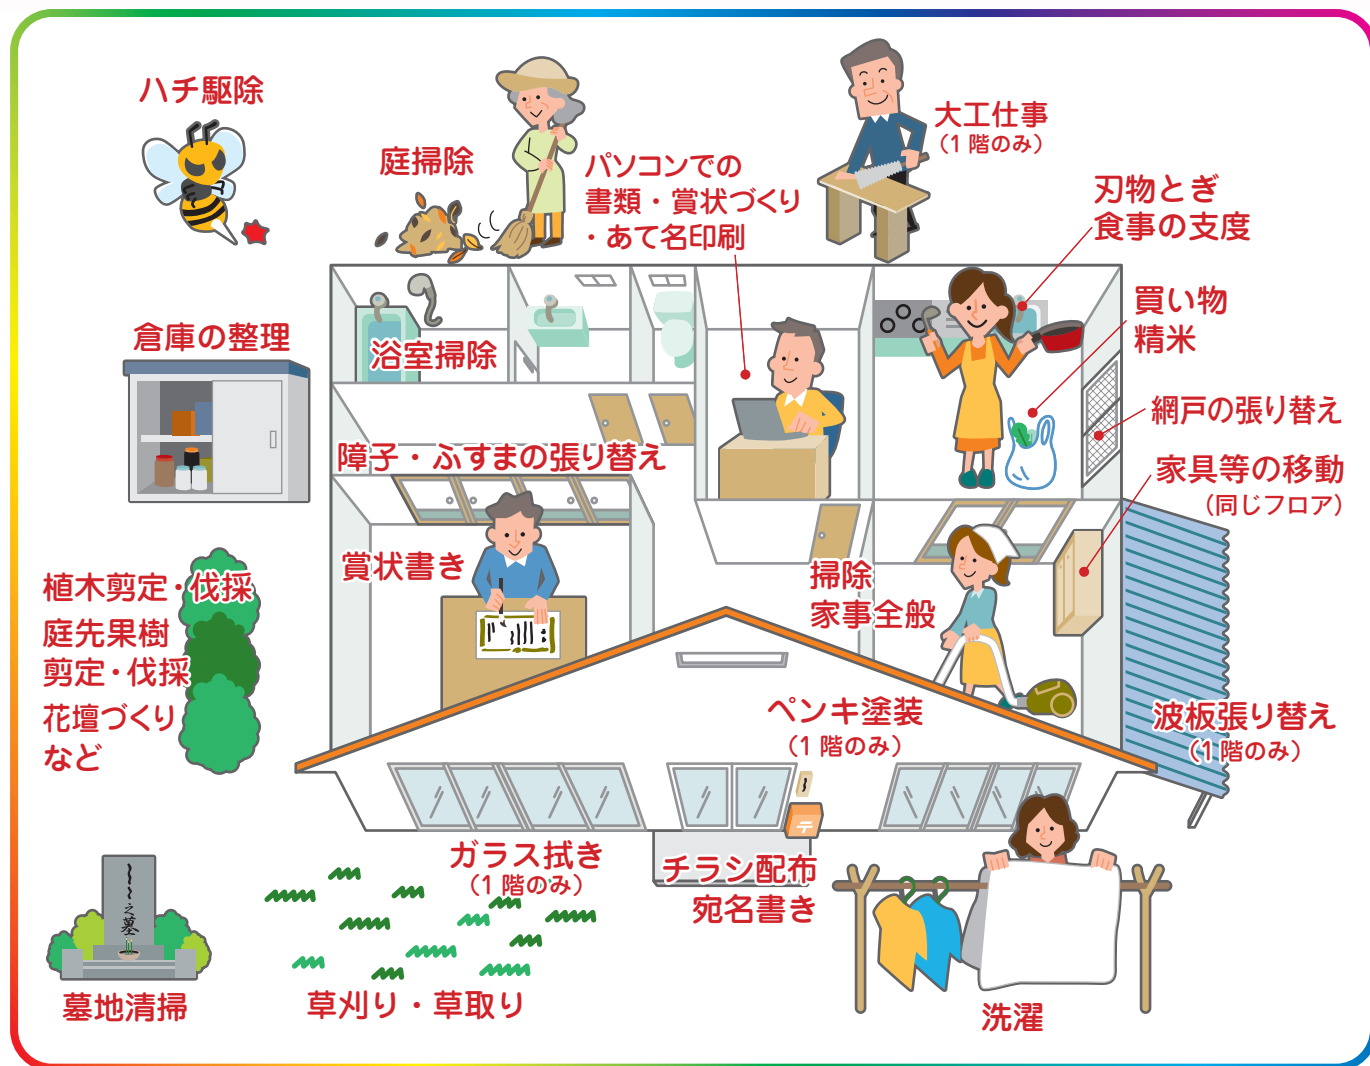 ハチ駆除
庭掃除
パソコンでの
書類・賞状づくり
・あて名印刷
大工仕事
（1階のみ）
刃物とぎ
食事の支度
買い物
精米
網戸の張り替え
家具等の移動
（同じフロア）
倉庫の整理
浴室掃除
障子・ふすまの張り替え
賞状書き
掃除
家事全般
植木剪定・伐採
庭先果樹
剪定・伐採
花壇づくり
など
ペンキ塗装
（1階のみ）
波板張り替え
（1階のみ）
ガラス拭き
（1階のみ）
チラシ配布
宛名書き
之墓
墓地清掃
草刈り・草取り
洗濯